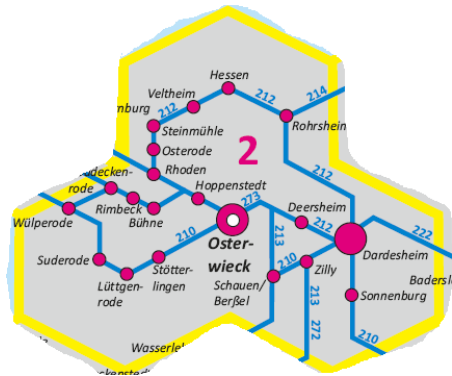 Hessen
Veltheim
212
214
212
Steinmühle
Rohrsheim
Osterode
2
Rhoden
212
Hoppenstedt
273
Rimbeck
Deersheim
Wülperode
Bühne
213
212
222
210
Oster-
wieck
Dardesheim
Suderode
Stötter-
lingen
210
Zilly
Lüttgen-
rode
Schauen/
Berßel
213
Sonnenburg
272
210